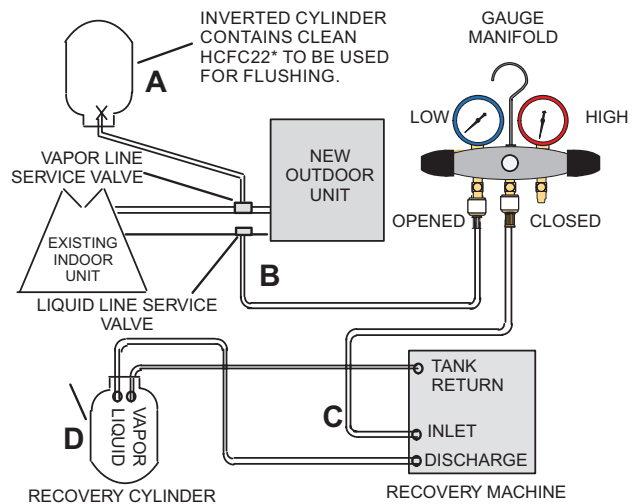 INVERTED CYLINDER
CONTAINS CLEAN
HCFC22* TO BE USED
FOR FLUSHING.
A
GAUGE
MANIFOLD
LOW
HIGH
VAPOR LINE
SERVICE VALVE
NEW
OUTDOOR
UNIT
OPENED
CLOSED
EXISTING
INDOOR
UNIT
B
LIQUID LINE SERVICE
VALVE
TANK
RETURN
C
D
LIQUID
VAPOR
INLET
DISCHARGE
RECOVERY CYLINDER
RECOVERY MACHINE